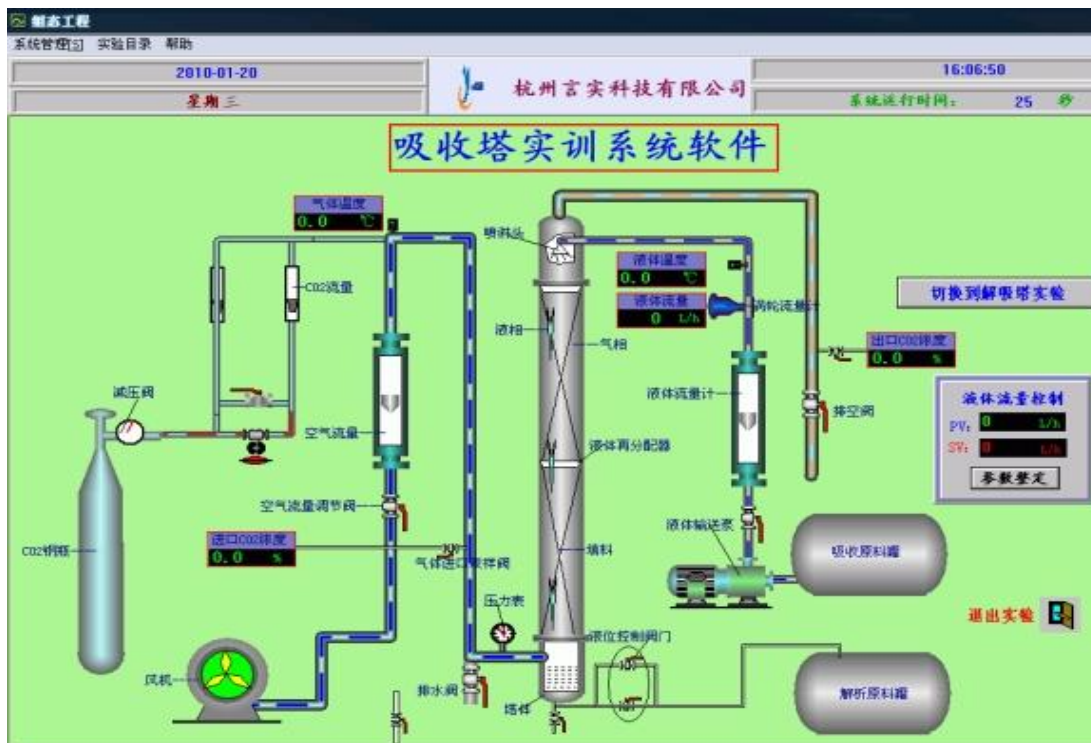 组态工程
系统管理[S] 实验目录 帮助
2010-01-20
星期三
杭州言实科技有限公司
16:06:50
系统运行时间: 25 秒
吸收塔实训系统软件
气体温度
0.0 ℃
喷淋头
液体温度
0.0 ℃
液体流量
0 L/h
涡轮流量计
切换到解吸塔实验
CO2流量
液相
气相
出口CO2浓度
0.0 %
减压阀
空气流量
液体流量计
排空阀
液体流量控制
PV: 0 L/h
SV: 0 L/h
参数整定
液体再分配器
空气流量调节阀
液体输送泵
CO2钢瓶
进口CO2浓度
0.0 %
气体进口取样阀
填料
吸收原料罐
压力表
液位控制阀门
退出实验
风机
排水阀
塔体
解析原料罐